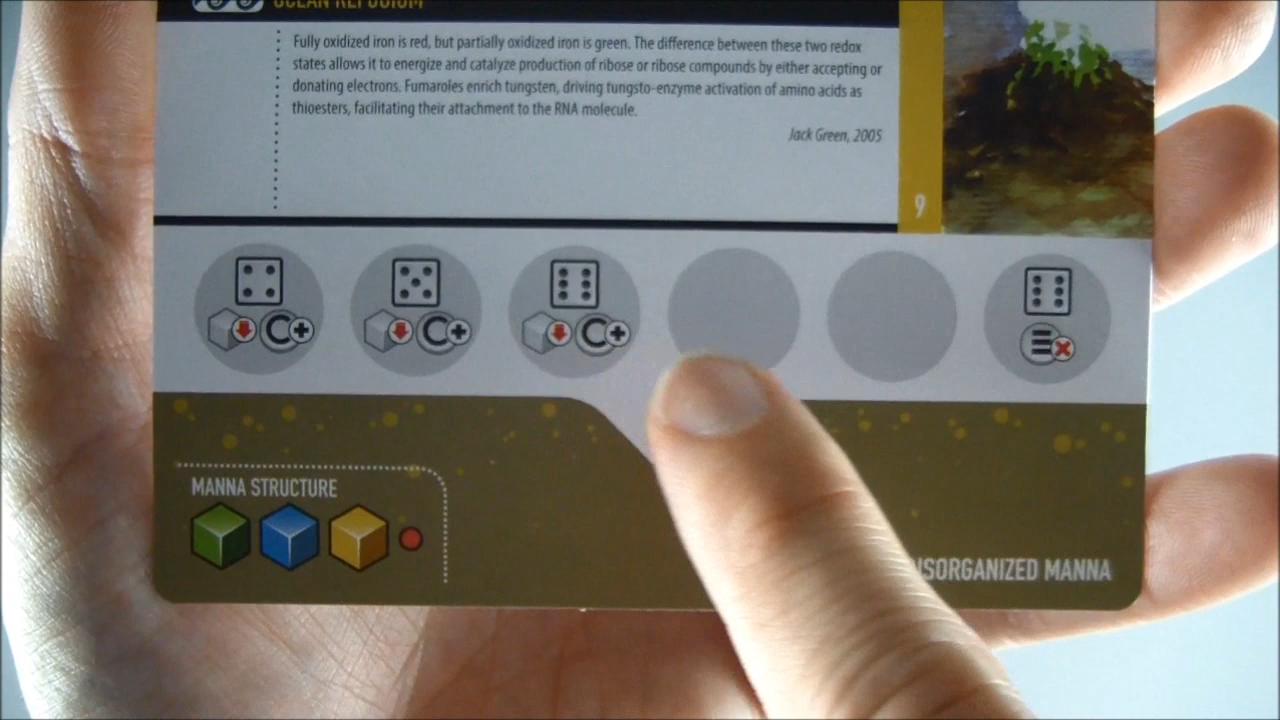 OCEAN REFUGIUM
Fully oxidized iron is red, but partially oxidized iron is green. The difference between these two redox
states allows it to energize and catalyze production of ribose or ribose compounds by either accepting or
donating electrons. Fumaroles enrich tungsten, driving tungsto-enzyme activation of amino acids as
thioesters, facilitating their attachment to the RNA molecule.
Jack Green, 2005
9
C+ C+ C+
MANNA STRUCTURE
ISORGANIZED MANNA